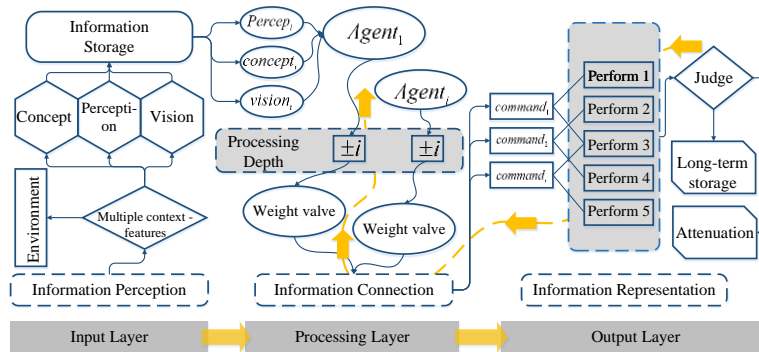 Information
Storage
Concept
Percepti-
on
Vision
Environment
Multiple context -
features
Information Perception
Percep_i
concept_i
vision_i
Agent_1
Agent_i
Processing
Depth
±i
±i
Weight valve
Weight valve
Information Connection
command_1
command_2
command_i
Perform 1
Perform 2
Perform 3
Perform 4
Perform 5
Judge
Long-term
storage
Attenuation
Information Representation
Input Layer
Processing Layer
Output Layer